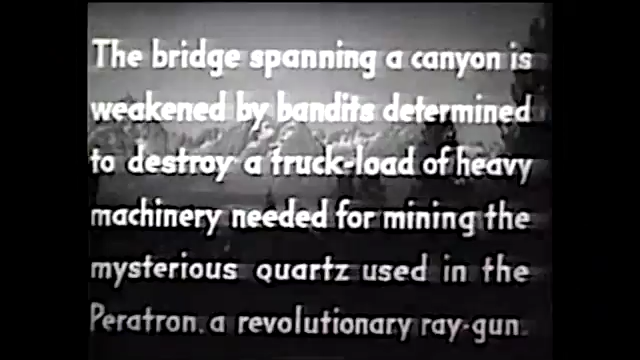 The bridge spanning a canyon is
weakened by bandits determined
to destroy a truck-load of heavy
machinery needed for mining the
mysterious quartz used in the
Peratron, a revolutionary ray-gun.